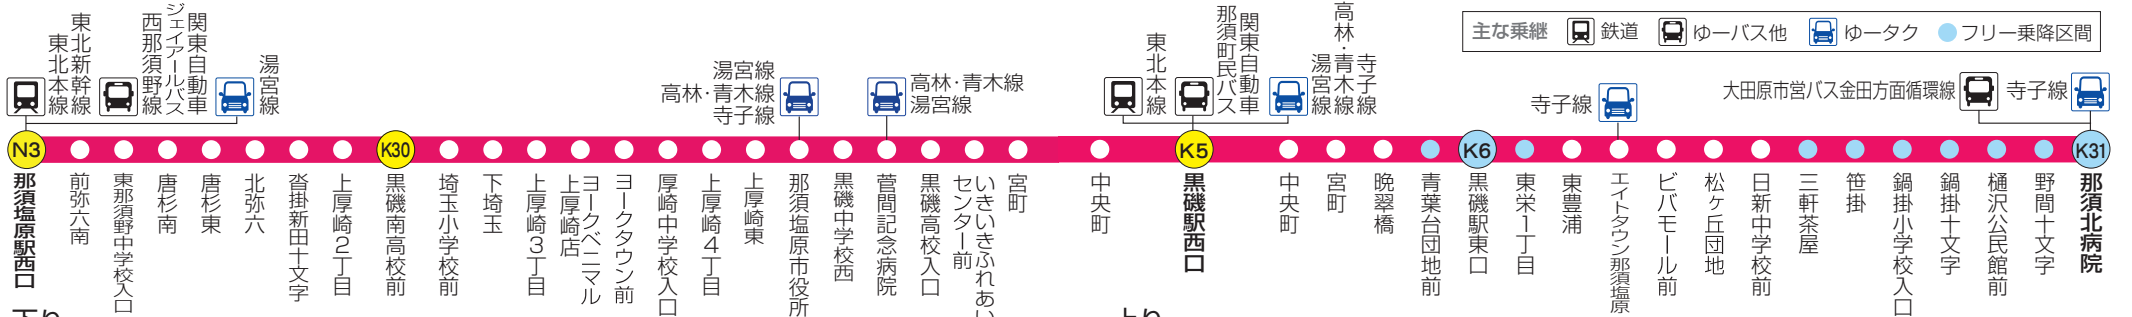 東北新幹線
東北本線
関東自動車
ジェイアールバス
西那須野線
湯宮線
湯宮線
高林・青木線
寺子線
高林・青木線
湯宮線
東北本線
関東自動車
那須町民バス
寺子線
高林・青木線
湯宮線
主な乗継 鉄道 ゆーバス他 ゆータク フリー乗降区間
寺子線
大田原市営バス金田方面循環線
寺子線
N3
K30
K5
K6
K31
那須塩原駅西口
前弥六南
東那須野中学校入口
唐杉南
唐杉東
北弥六
沓掛新田十文字
上厚崎2丁目
黒磯南高校前
埼玉小学校前
下埼玉
上厚崎3丁目
ヨークベニマル
上厚崎店
ヨークタウン前
厚崎中学校入口
上厚崎4丁目
上厚崎東
那須塩原市役所
黒磯中学校西
菅間記念病院
黒磯高校入口
いきいきふれあい
センター前
宮町
中央町
黒磯駅西口
中央町
宮町
晩翠橋
青葉台団地前
黒磯駅東口
東栄1丁目
東豊浦
エイトタウン那須塩原
ビバモール前
松ヶ丘団地
日新中学校前
三軒茶屋
笹掛
鍋掛小学校入口
鍋掛十文字
樋沢公民館前
野間十文字
那須北病院
下り
上り